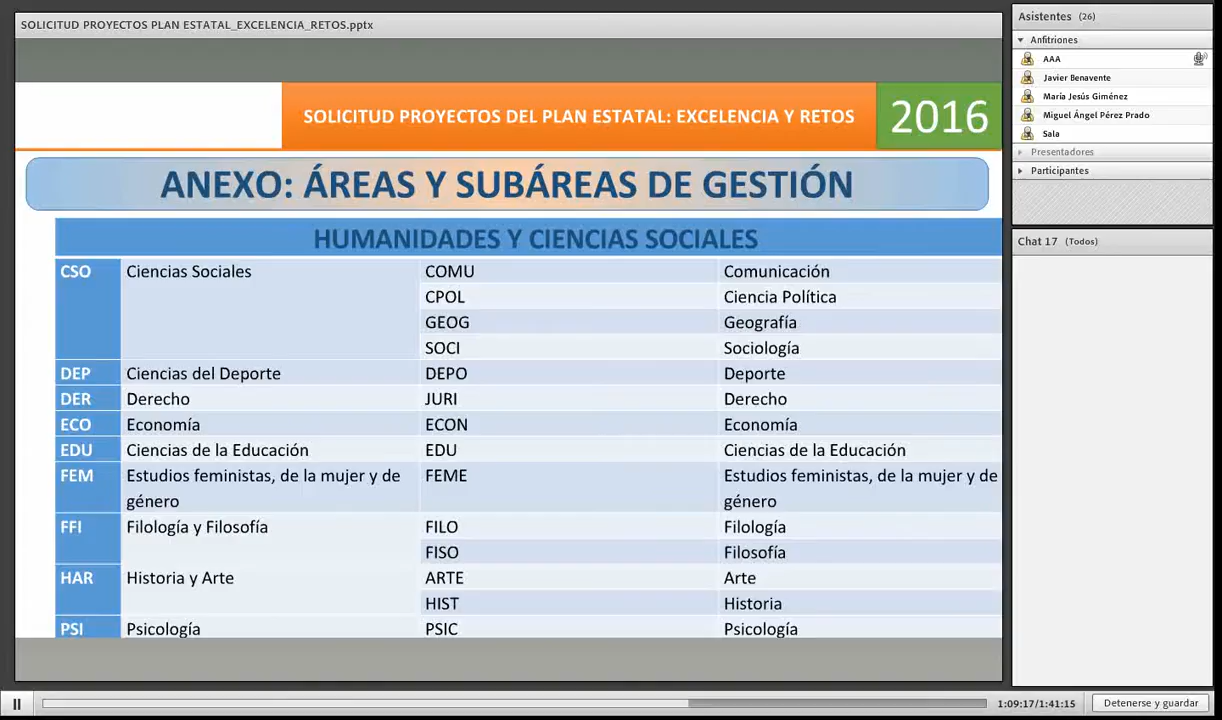 SOLICITUD PROYECTOS PLAN ESTATAL_EXCELENCIA_RETOS.pptx
SOLICITUD PROYECTOS DEL PLAN ESTATAL: EXCELENCIA Y RETOS
2016
ANEXO: ÁREAS Y SUBÁREAS DE GESTIÓN
HUMANIDADES Y CIENCIAS SOCIALES
CSO Ciencias Sociales COMU Comunicación
CPOL Ciencia Política
GEOG Geografía
SOCI Sociología
DEP Ciencias del Deporte DEPO Deporte
DER Derecho JURI Derecho
ECO Economía ECON Economía
EDU Ciencias de la Educación EDU Ciencias de la Educación
FEM Estudios feministas, de la mujer y de FEME Estudios feministas, de la mujer y de
género género
FFI Filología y Filosofía FILO Filología
FISO Filosofía
HAR Historia y Arte ARTE Arte
HIST Historia
PSI Psicología PSIC Psicología
Asistentes (26)
Anfitriones
AAA
Javier Benavente
María Jesús Giménez
Miguel Ángel Pérez Prado
Sala
Presentadores
Participantes
Chat 17 (Todos)
1:09:17/1:41:15
Detenerse y guardar